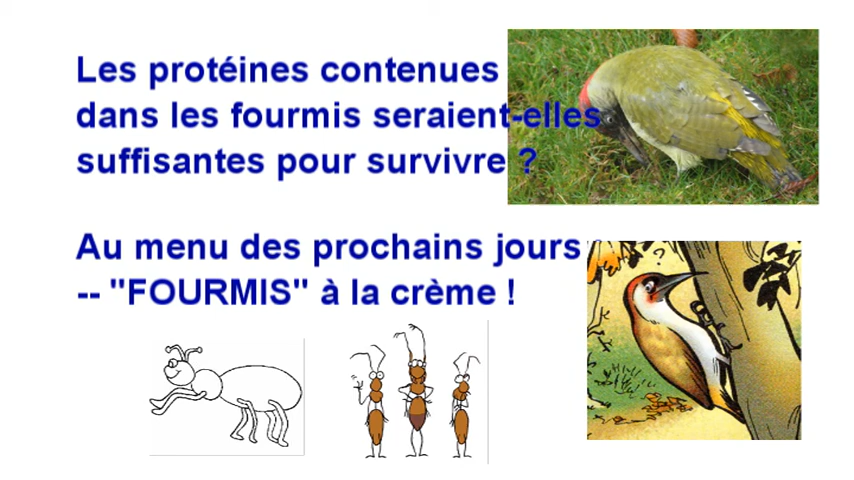 Les protéines contenues
dans les fourmis seraient-elles
suffisantes pour survivre ?
Au menu des prochains jours :
-- "FOURMIS" à la crème !
?